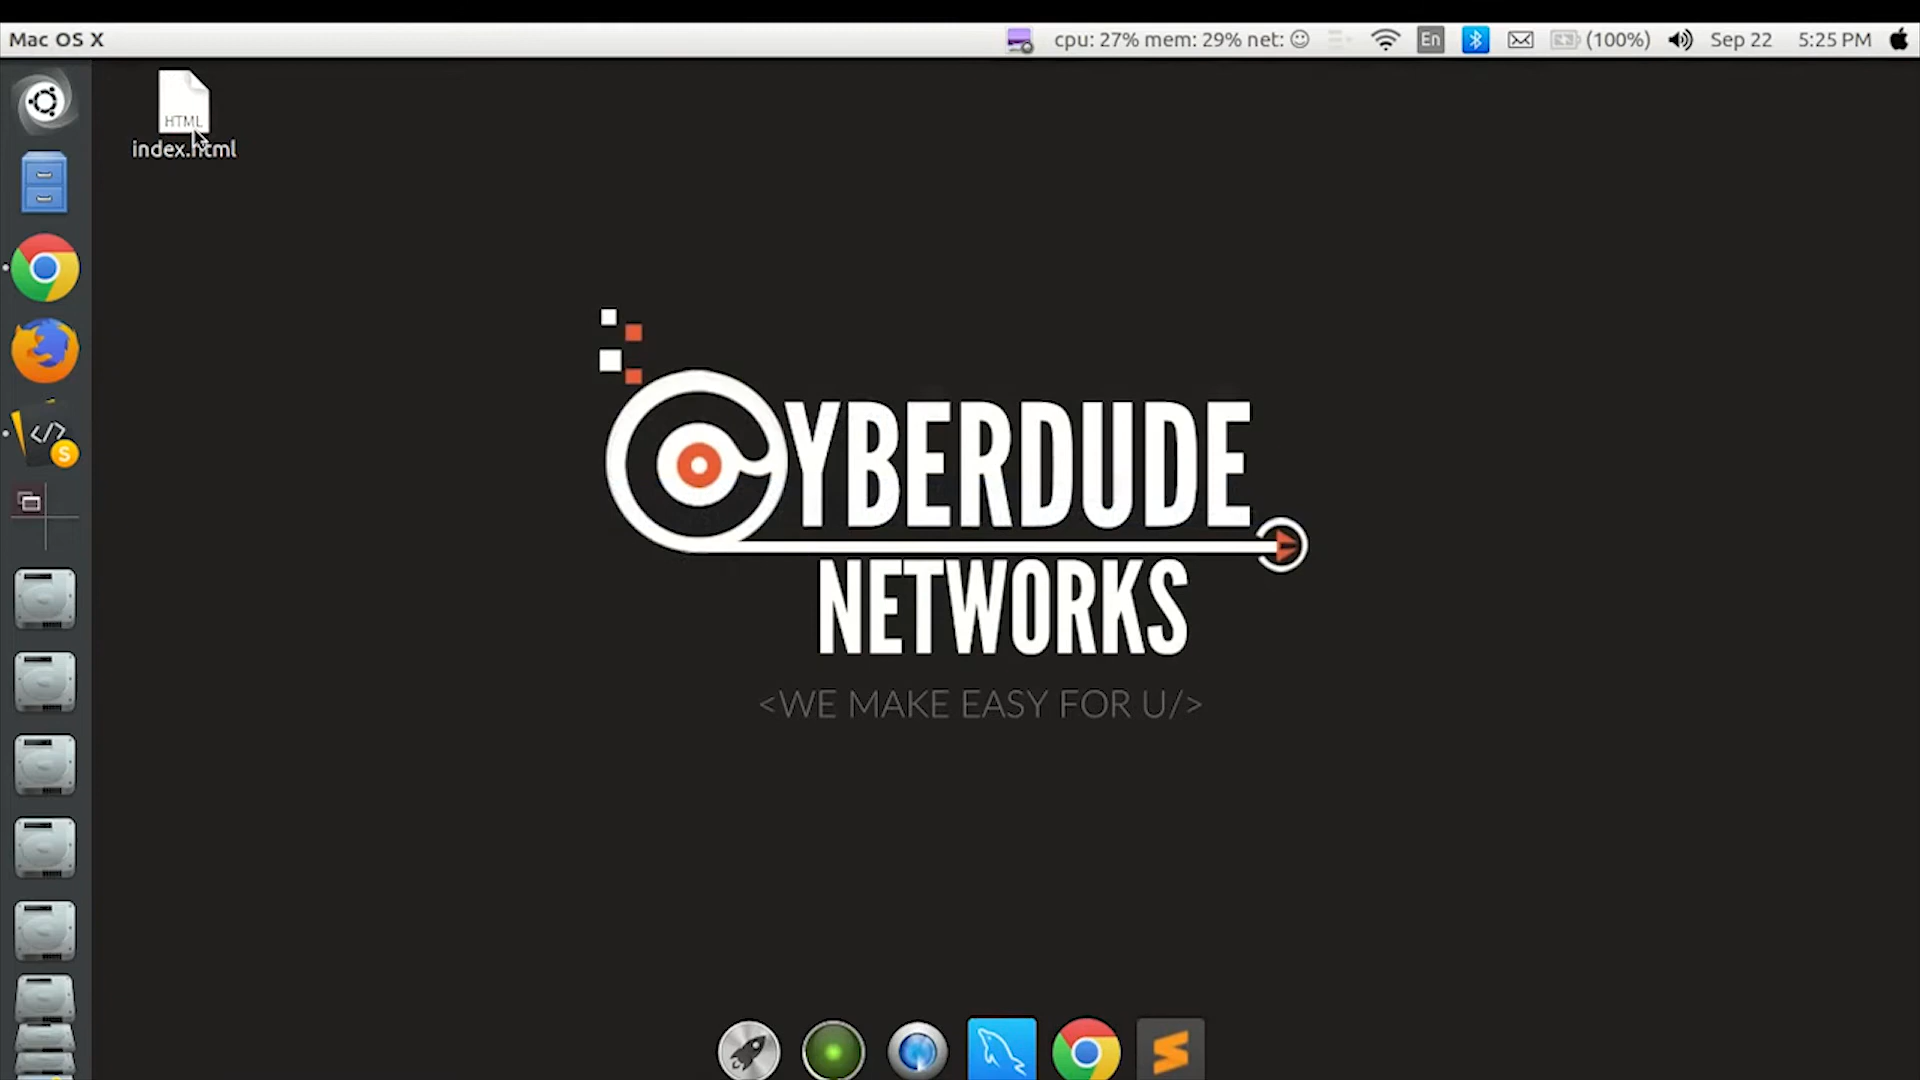 Mac OS X
cpu: 27% mem: 29% net: ☺
En
(100%)
Sep 22
5:25 PM
HTML
index.html
</>
S
CYBERDUDE
NETWORKS
<WE MAKE EASY FOR U/>